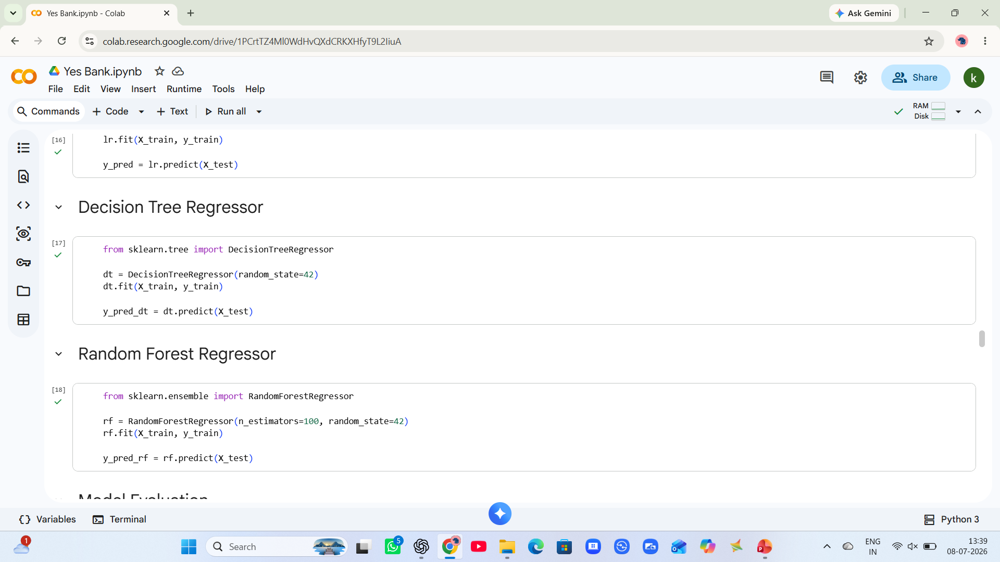 Yes Bank.ipynb - Colab
Ask Gemini
colab.research.google.com/drive/1PCrtTZ4Ml0WdHvQXdCRKXHfyT9L2IiuA
Yes Bank.ipynb
File Edit View Insert Runtime Tools Help
Share
k
Commands
+ Code
+ Text
Run all
RAM
Disk
[16]
lr.fit(X_train, y_train)
y_pred = lr.predict(X_test)
Decision Tree Regressor
[17]
from sklearn.tree import DecisionTreeRegressor
dt = DecisionTreeRegressor(random_state=42)
dt.fit(X_train, y_train)
y_pred_dt = dt.predict(X_test)
Random Forest Regressor
[18]
from sklearn.ensemble import RandomForestRegressor
rf = RandomForestRegressor(n_estimators=100, random_state=42)
rf.fit(X_train, y_train)
y_pred_rf = rf.predict(X_test)
Model Evaluation
Variables
Terminal
Python 3
1
Search
5
ENG
IN
13:39
08-07-2026